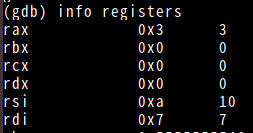 (gdb) info registers
rax 0x3 3
rbx 0x0 0
rcx 0x0 0
rdx 0x0 0
rsi 0xa 10
rdi 0x7 7